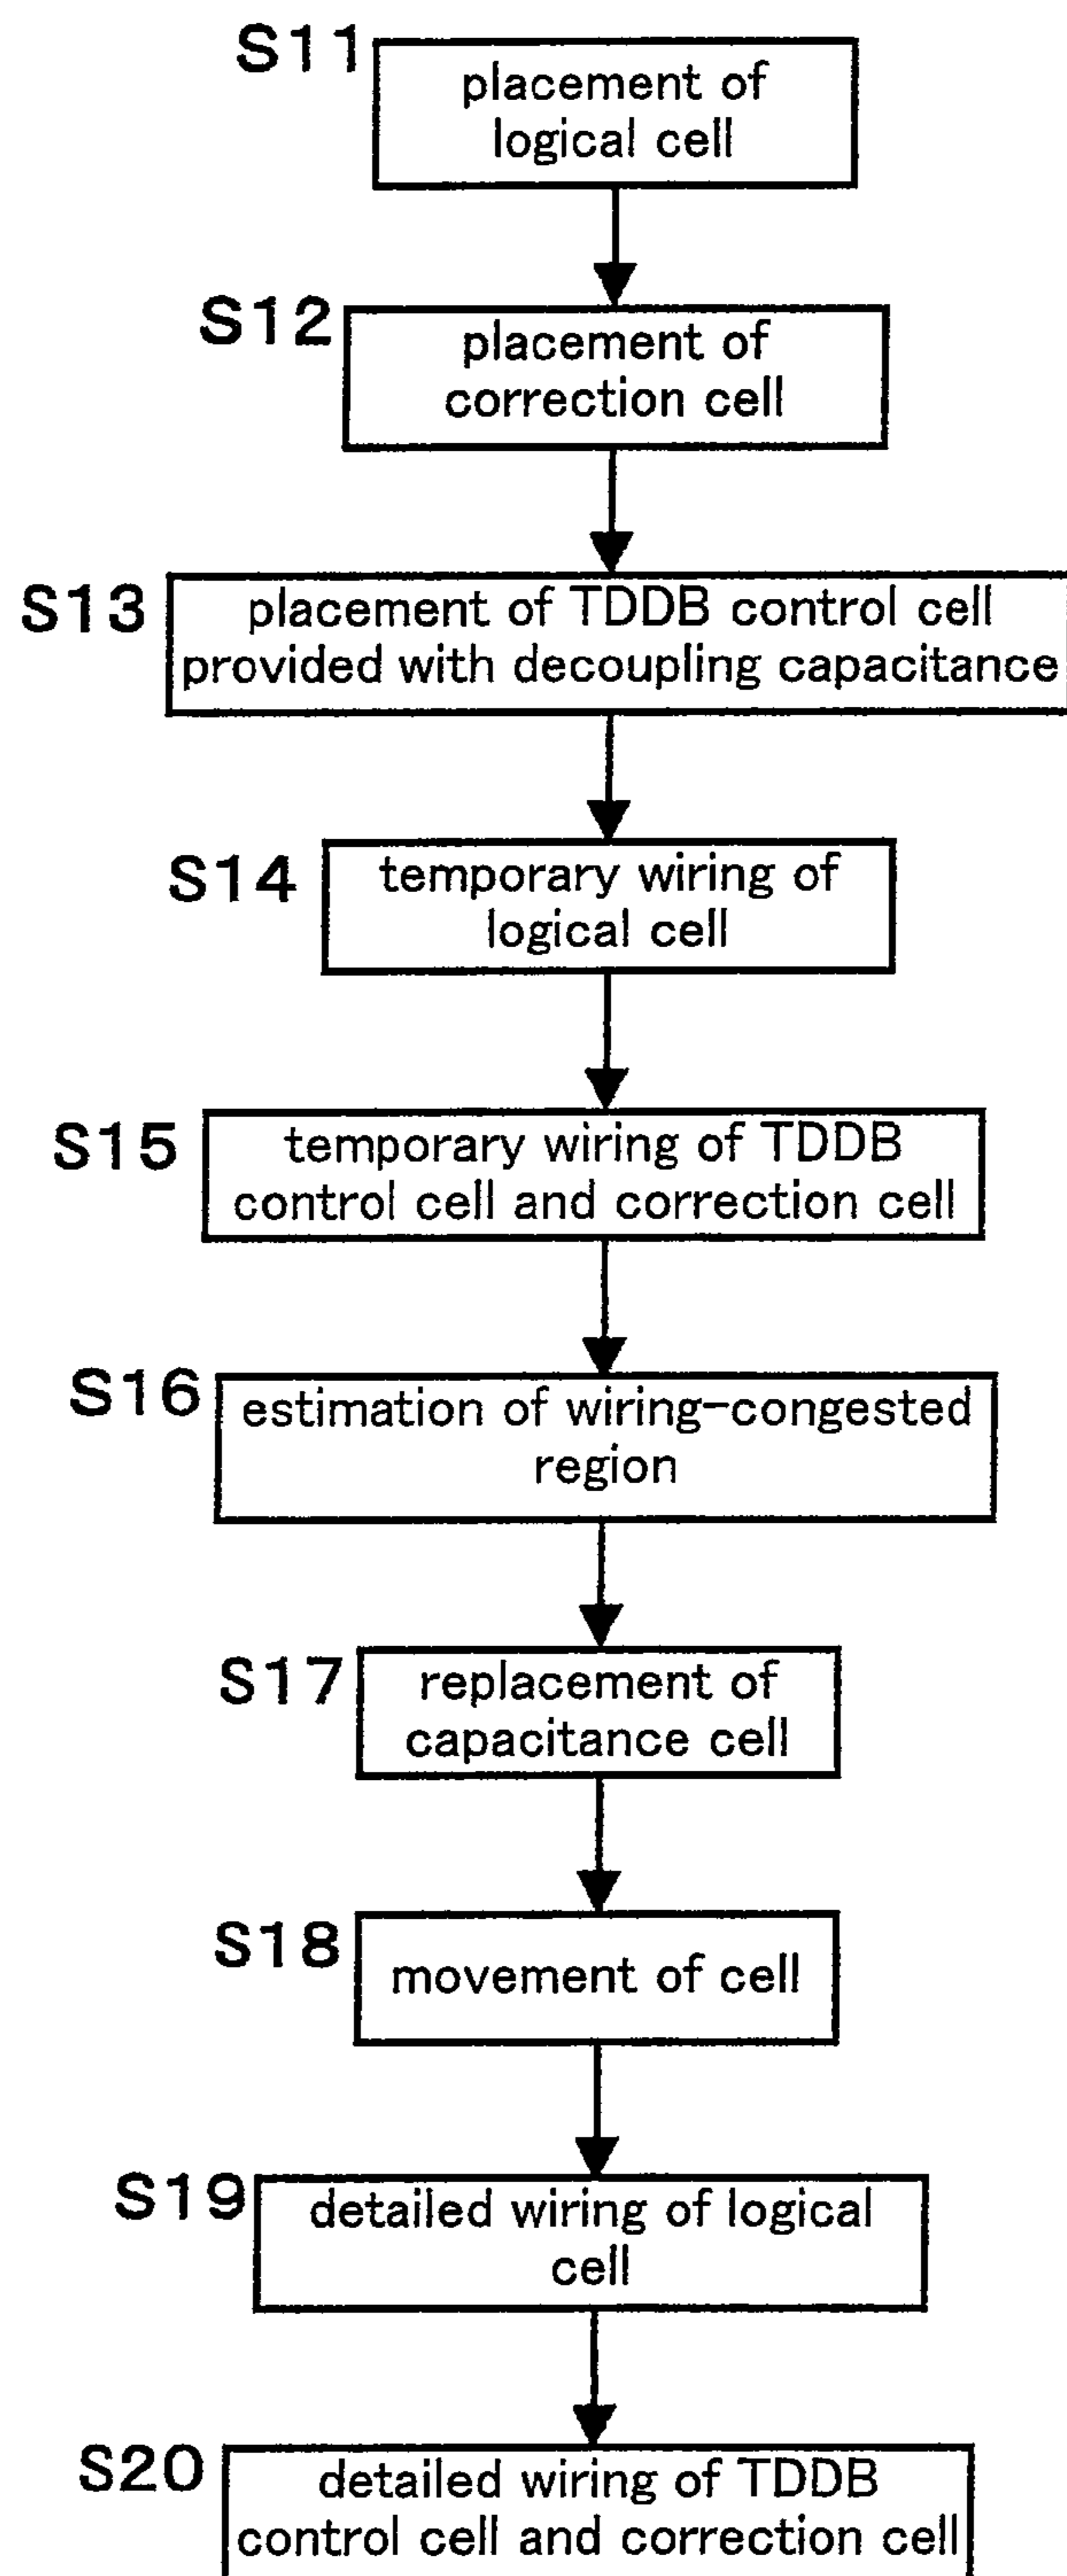 S11
placement of
logical cell
S12
placement of
correction cell
S13
placement of TDDB control cell
provided with decoupling capacitance
S14
temporary wiring of
logical cell
S15
temporary wiring of TDDB
control cell and correction cell
S16
estimation of wiring-congested
region
S17
replacement of
capacitance cell
S18
movement of cell
S19
detailed wiring of logical
cell
S20
detailed wiring of TDDB
control cell and correction cell